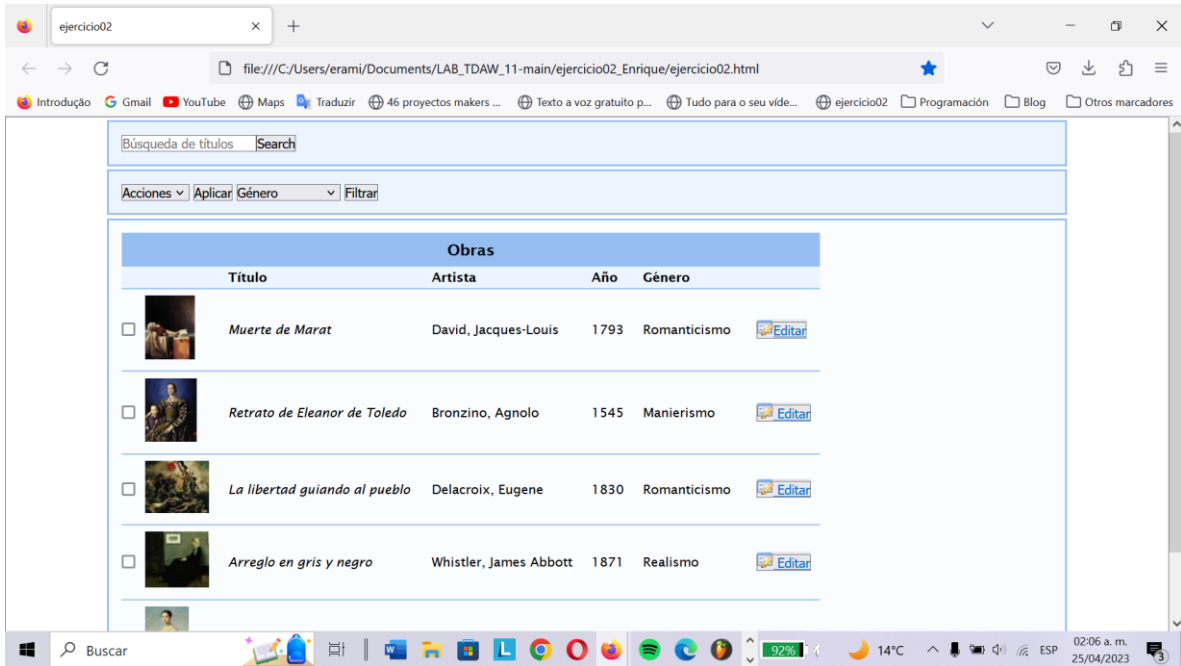 ejercicio02
file:///C:/Users/erami/Documents/LAB_TDAW_11-main/ejercicio02_Enrique/ejercicio02.html
Introdução Gmail YouTube Maps Traduzir 46 proyectos makers ... Texto a voz gratuito p... Tudo para o seu víde... ejercicio02 Programación Blog Otros marcadores
Búsqueda de títulos Search
Acciones Aplicar Género Filtrar
Obras
Título Artista Año Género
Muerte de Marat David, Jacques-Louis 1793 Romanticismo Editar
Retrato de Eleanor de Toledo Bronzino, Agnolo 1545 Manierismo Editar
La libertad guiando al pueblo Delacroix, Eugene 1830 Romanticismo Editar
Arreglo en gris y negro Whistler, James Abbott 1871 Realismo Editar
Buscar 92% 14°C ESP 02:06 a. m.
25/04/2023 3